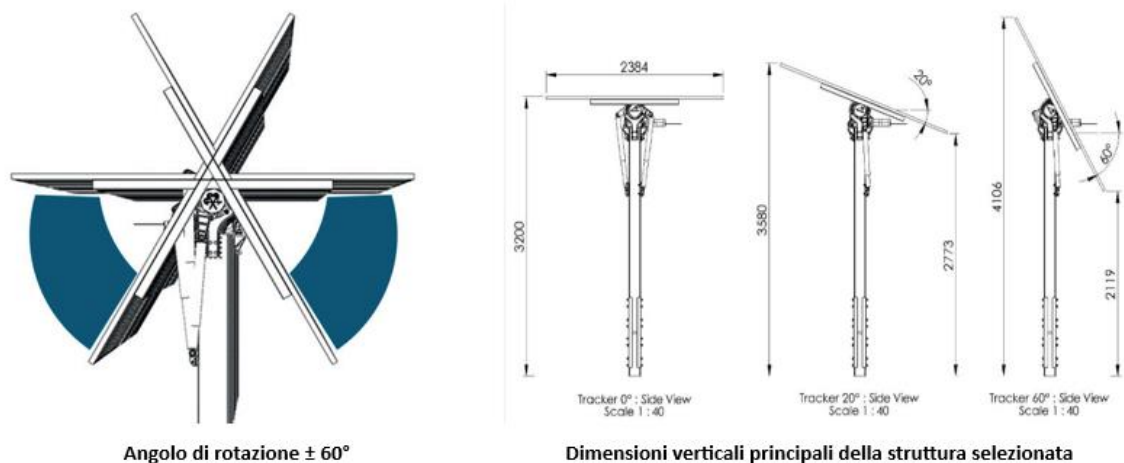 2384
3200
Tracker 0° : Side View
Scale 1 : 40
20°
3580
2773
Tracker 20° : Side View
Scale 1 : 40
60°
4106
2119
Tracker 60° : Side View
Scale 1 : 40
Angolo di rotazione ± 60°
Dimensioni verticali principali della struttura selezionata